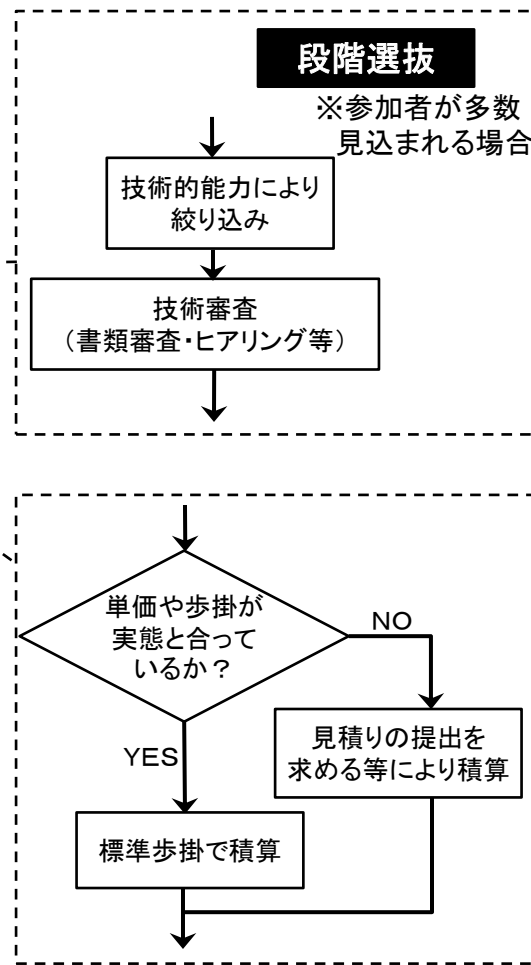 段階選抜
※参加者が多数
見込まれる場合
技術的能力により
絞り込み
技術審査
（書類審査・ヒアリング等）
単価や歩掛が
実態と合って
いるか？
NO
YES
見積りの提出を
求める等により積算
標準歩掛で積算